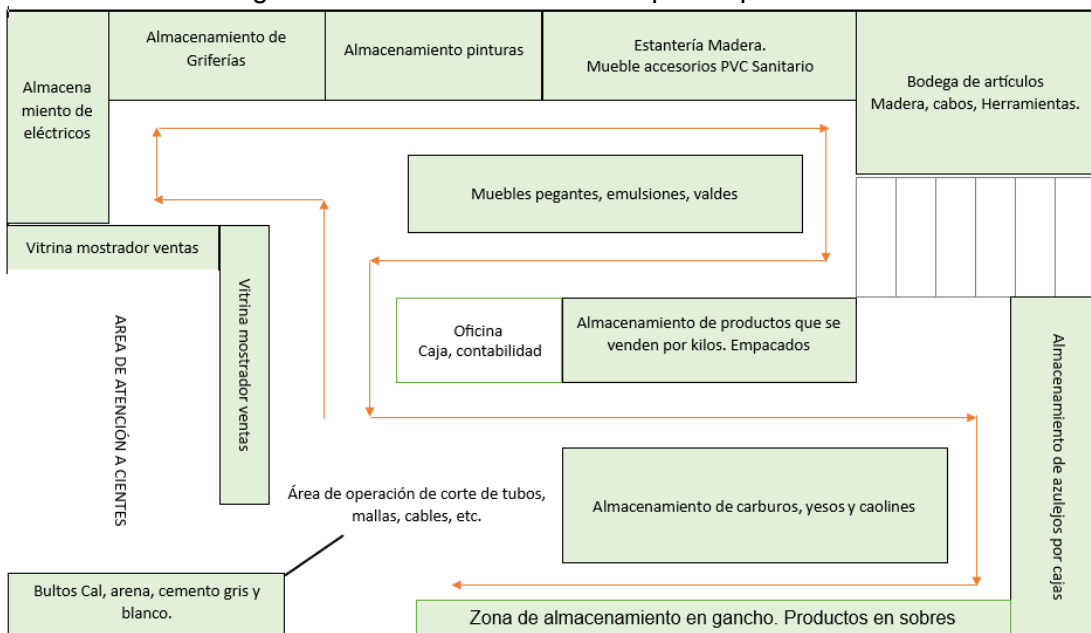 Almacenamiento de
Griferías
Almacenamiento pinturas
Estantería Madera.
Mueble accesorios PVC Sanitario
Bodega de artículos
Madera, cabos, Herramientas.
Almacena
miento de
eléctricos
Muebles pegantes, emulsiones, valdes
Vitrina mostrador ventas
Vitrina mostrador ventas
AREA DE ATENCIÓN A CIENTES
Oficina
Caja, contabilidad
Almacenamiento de productos que se
venden por kilos. Empacados
Almacenamiento de azulejos por cajas
Área de operación de corte de tubos,
mallas, cables, etc.
Almacenamiento de carburos, yesos y caolines
Bultos Cal, arena, cemento gris y
blanco.
Zona de almacenamiento en gancho. Productos en sobres